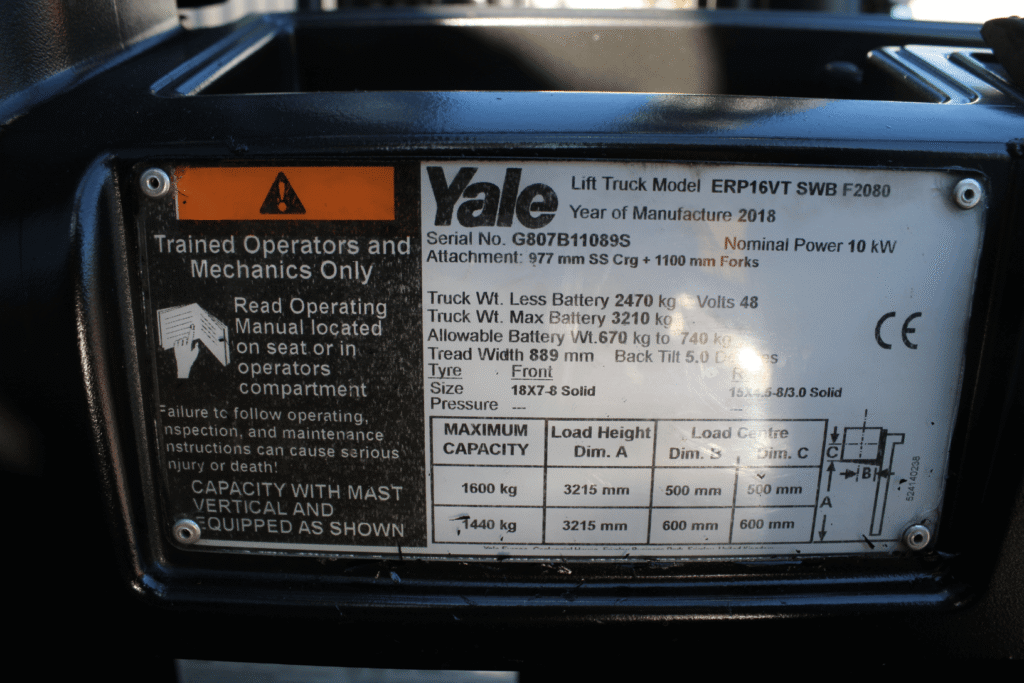 Trained Operators and
Mechanics Only
Read Operating
Manual located
on seat or in
operators
compartment
Failure to follow operating,
inspection, and maintenance
instructions can cause serious
injury or death!
CAPACITY WITH MAST
VERTICAL AND
EQUIPPED AS SHOWN
Yale
Lift Truck Model ERP16VT SWB F2080
Year of Manufacture 2018
Serial No. G807B11089S Nominal Power 10 kW
Attachment: 977 mm SS Crg + 1100 mm Forks
Truck Wt. Less Battery 2470 kg Volts 48
Truck Wt. Max Battery 3210 kg
Allowable Battery Wt. 670 kg to 740 kg
Tread Width 889 mm Back Tilt 5.0 Degrees
CE
Tyre Front
Size 18X7-8 Solid 15X4.5-8/3.0 Solid
Pressure --- ---
MAXIMUM CAPACITY Load Height Dim. A Load Centre Dim. B Dim. C
1600 kg 3215 mm 500 mm 500 mm
1440 kg 3215 mm 600 mm 600 mm
C
B
A
524140238